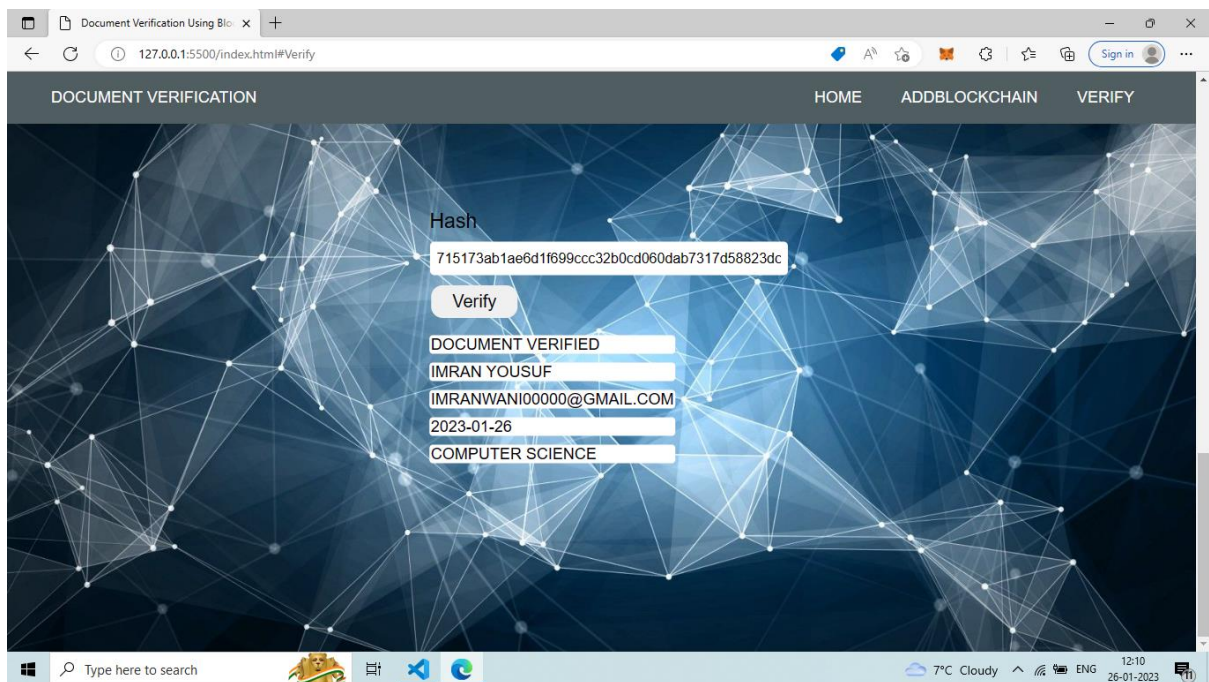 Document Verification Using Blo
127.0.0.1:5500/index.html#Verify
Sign in
DOCUMENT VERIFICATION
HOME ADDBLOCKCHAIN VERIFY
Hash
715173ab1ae6d1f699ccc32b0cd060dab7317d58823dc
Verify
DOCUMENT VERIFIED
IMRAN YOUSUF
IMRANWANI00000@GMAIL.COM
2023-01-26
COMPUTER SCIENCE
Type here to search
7°C Cloudy
ENG
12:10
26-01-2023